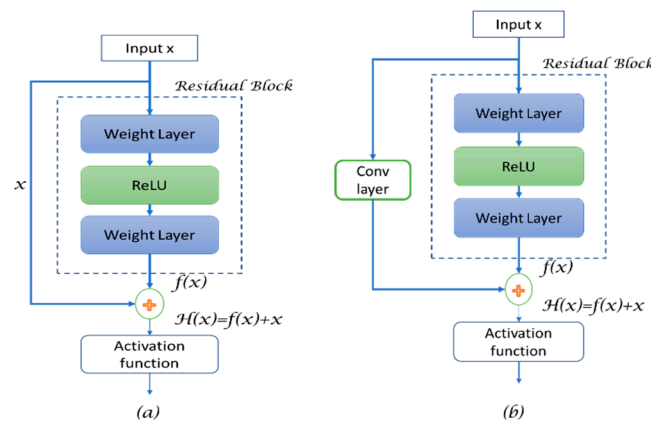 Input x
Residual Block
Weight Layer
x
ReLU
Weight Layer
f(x)
+
H(x)=f(x)+x
Activation
function
(a)
Input x
Residual Block
Weight Layer
Conv
layer
ReLU
Weight Layer
f(x)
+
H(x)=f(x)+x
Activation
function
(b)